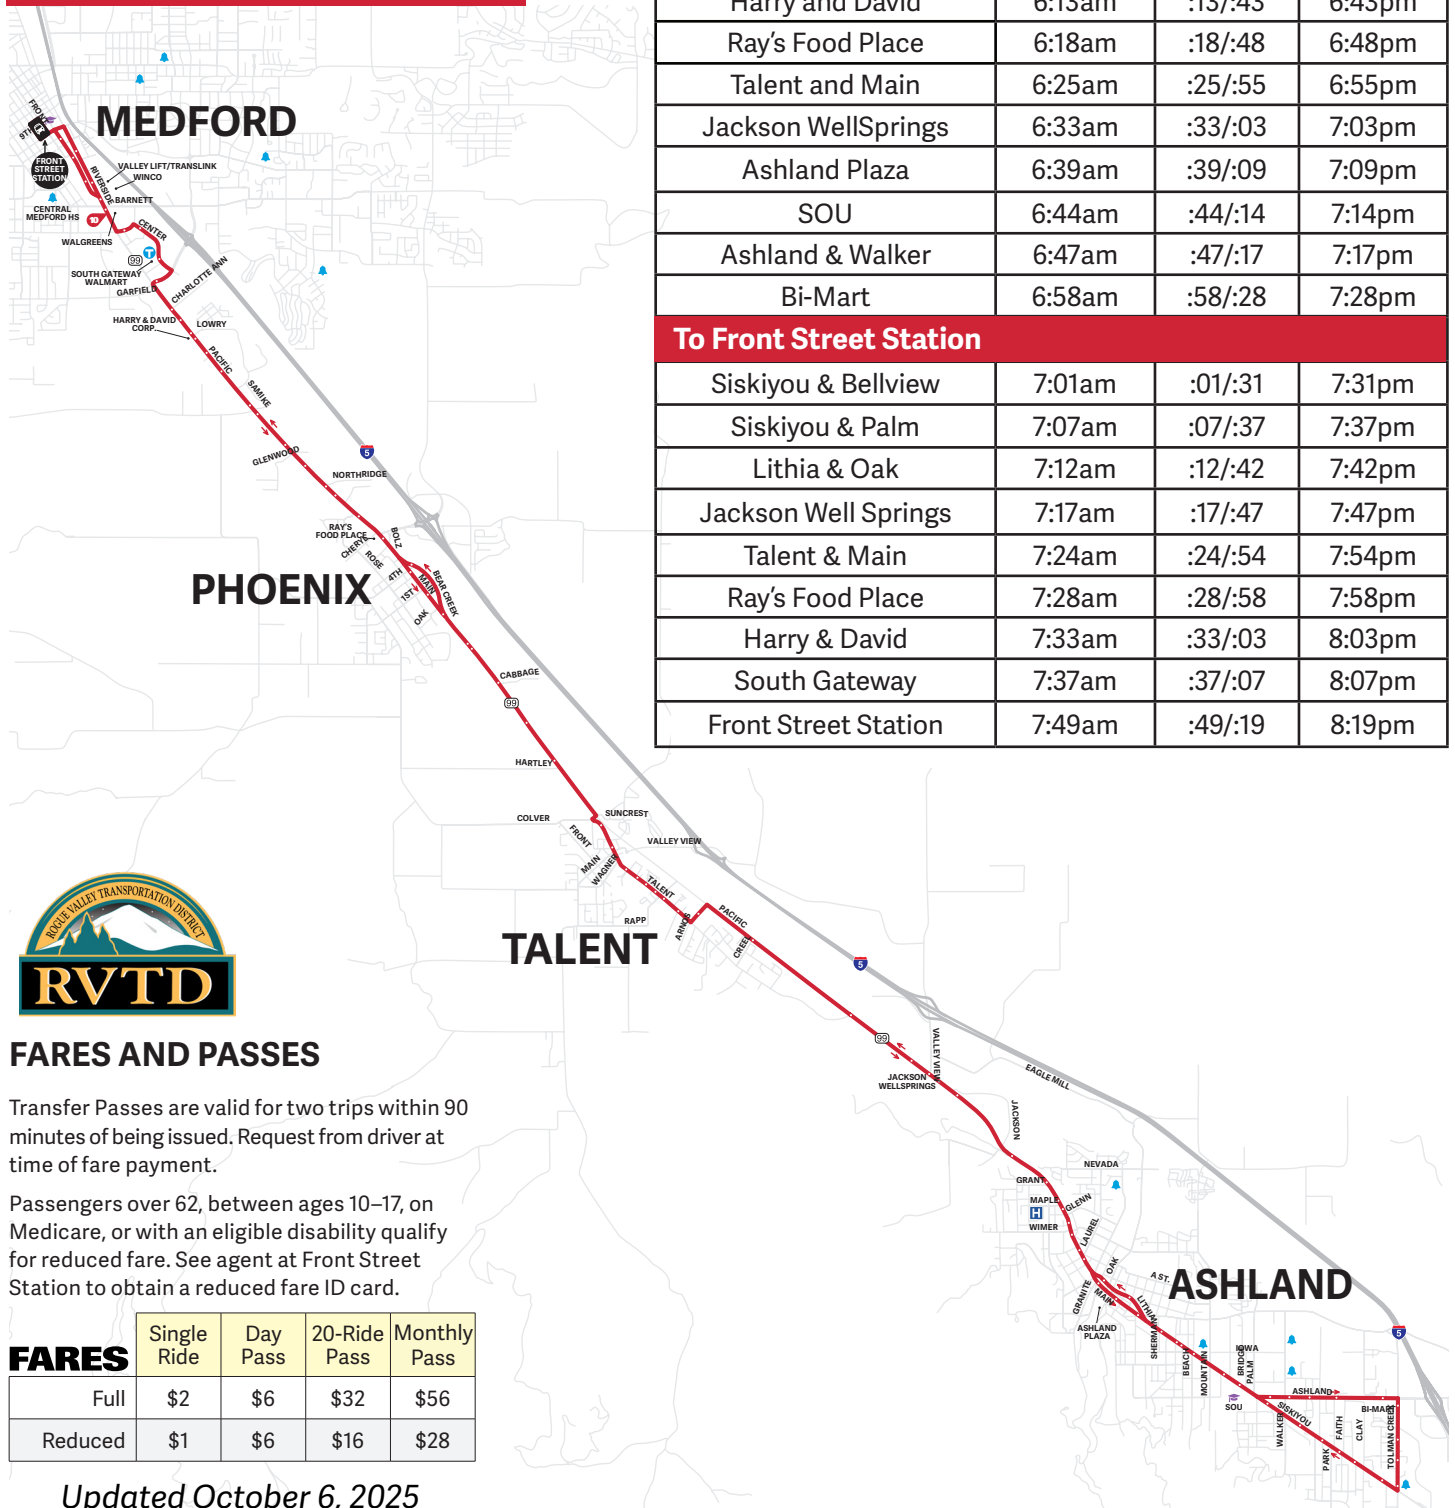 Harry and David 6:13am :13/:43 6:43pm
Ray's Food Place 6:18am :18/:48 6:48pm
Talent and Main 6:25am :25/:55 6:55pm
Jackson WellSprings 6:33am :33/:03 7:03pm
Ashland Plaza 6:39am :39/:09 7:09pm
SOU 6:44am :44/:14 7:14pm
Ashland & Walker 6:47am :47/:17 7:17pm
Bi-Mart 6:58am :58/:28 7:28pm
To Front Street Station
Siskiyou & Bellview 7:01am :01/:31 7:31pm
Siskiyou & Palm 7:07am :07/:37 7:37pm
Lithia & Oak 7:12am :12/:42 7:42pm
Jackson Well Springs 7:17am :17/:47 7:47pm
Talent & Main 7:24am :24/:54 7:54pm
Ray's Food Place 7:28am :28/:58 7:58pm
Harry & David 7:33am :33/:03 8:03pm
South Gateway 7:37am :37/:07 8:07pm
Front Street Station 7:49am :49/:19 8:19pm
MEDFORD
FRONT
9TH
FRONT
STREET
STATION
RIVERSIDE
VALLEY LIFT/TRANSLINK
WINCO
BARNETT
CENTRAL
MEDFORD HS
10
WALGREENS
CENTER
T
99
SOUTH GATEWAY
WALMART
GARFIELD
CHARLOTTE ANN
HARRY & DAVID
CORP.
LOWRY
PACIFIC
SAMIKE
GLENWOOD
5
NORTHRIDGE
RAY'S
FOOD PLACE
BOLZ
CHERYL
ROSE
4TH
MAIN
1ST
BEAR CREEK
OAK
PHOENIX
CABBAGE
99
HARTLEY
COLVER
SUNCREST
FRONT
VALLEY VIEW
MAIN
WAGNER
TALENT
RAPP
ARNOS
PACIFIC
CREEL
TALENT
5
99
VALLEY VIEW
JACKSON
WELLSPRINGS
EAGLE MILL
JACKSON
NEVADA
GRANT
MAPLE
GLENN
H
WIMER
LAUREL
OAK
A ST.
ASHLAND
GRANITE
MAIN
LITHIA
ASHLAND
PLAZA
SHERMAN
5
BEACH
MOUNTAIN
IOWA
BRIDGE
PALM
ASHLAND
SOU
SISKIYOU
BI-MART
WALKER
FAITH
CLAY
PARK
TOLMAN CREEK
ROGUE VALLEY TRANSPORTATION DISTRICT
RVTD
FARES AND PASSES
Transfer Passes are valid for two trips within 90
minutes of being issued. Request from driver at
time of fare payment.
Passengers over 62, between ages 10–17, on
Medicare, or with an eligible disability qualify
for reduced fare. See agent at Front Street
Station to obtain a reduced fare ID card.
FARES Single Ride Day Pass 20-Ride Pass Monthly Pass
Full $2 $6 $32 $56
Reduced $1 $6 $16 $28
Updated October 6, 2025